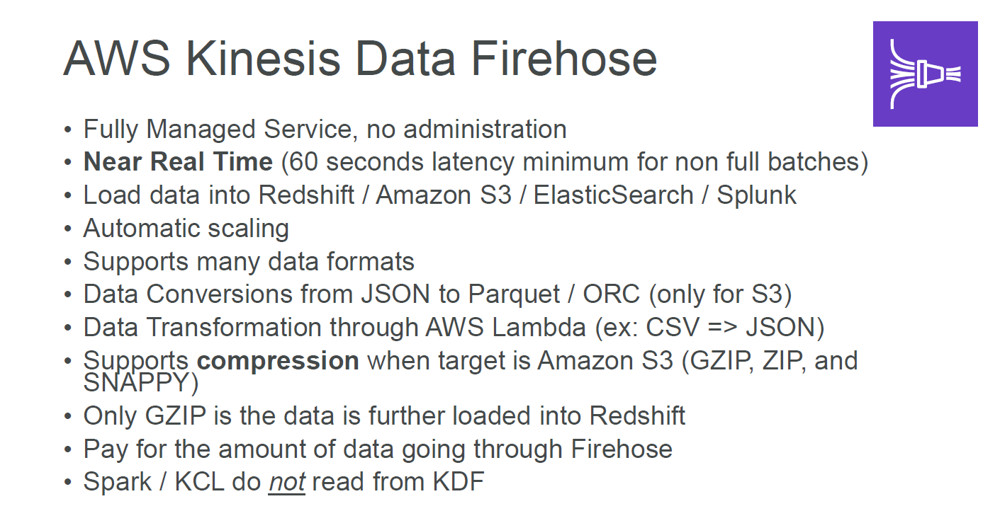 AWS Kinesis Data Firehose
• Fully Managed Service, no administration
• Near Real Time (60 seconds latency minimum for non full batches)
• Load data into Redshift / Amazon S3 / ElasticSearch / Splunk
• Automatic scaling
• Supports many data formats
• Data Conversions from JSON to Parquet / ORC (only for S3)
• Data Transformation through AWS Lambda (ex: CSV => JSON)
• Supports compression when target is Amazon S3 (GZIP, ZIP, and
SNAPPY)
• Only GZIP is the data is further loaded into Redshift
• Pay for the amount of data going through Firehose
• Spark / KCL do not read from KDF